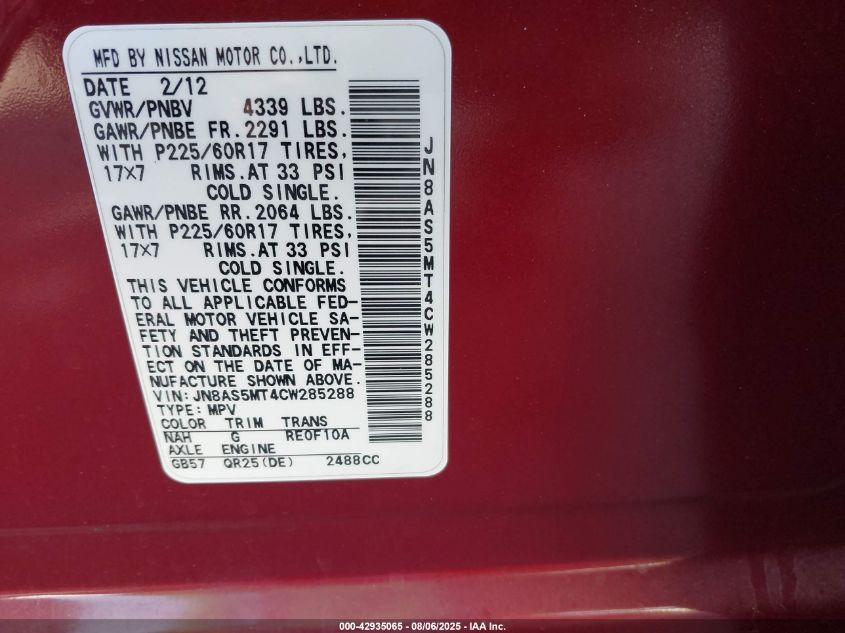 MFD BY NISSAN MOTOR CO.,LTD.
DATE 2/12
GVWR/PNBV 4339 LBS.
GAWR/PNBE FR.2291 LBS.
WITH P225/60R17 TIRES,
17X7 RIMS.AT 33 PSI
COLD SINGLE.
GAWR/PNBE RR.2064 LBS.
WITH P225/60R17 TIRES,
17X7 RIMS.AT 33 PSI
COLD SINGLE.
THIS VEHICLE CONFORMS
TO ALL APPLICABLE FED-
ERAL MOTOR VEHICLE SA-
FETY AND THEFT PREVEN-
TION STANDARDS IN EFF-
ECT ON THE DATE OF MA-
NUFACTURE SHOWN ABOVE.
VIN: JN8AS5MT4CW285288
TYPE: MPV
COLOR TRIM TRANS
NAH G RE0F10A
AXLE ENGINE
GB57 QR25(DE) 2488CC
JN8AS5MT4CW285288
000-42935065 - 08/06/2025 - IAA Inc.